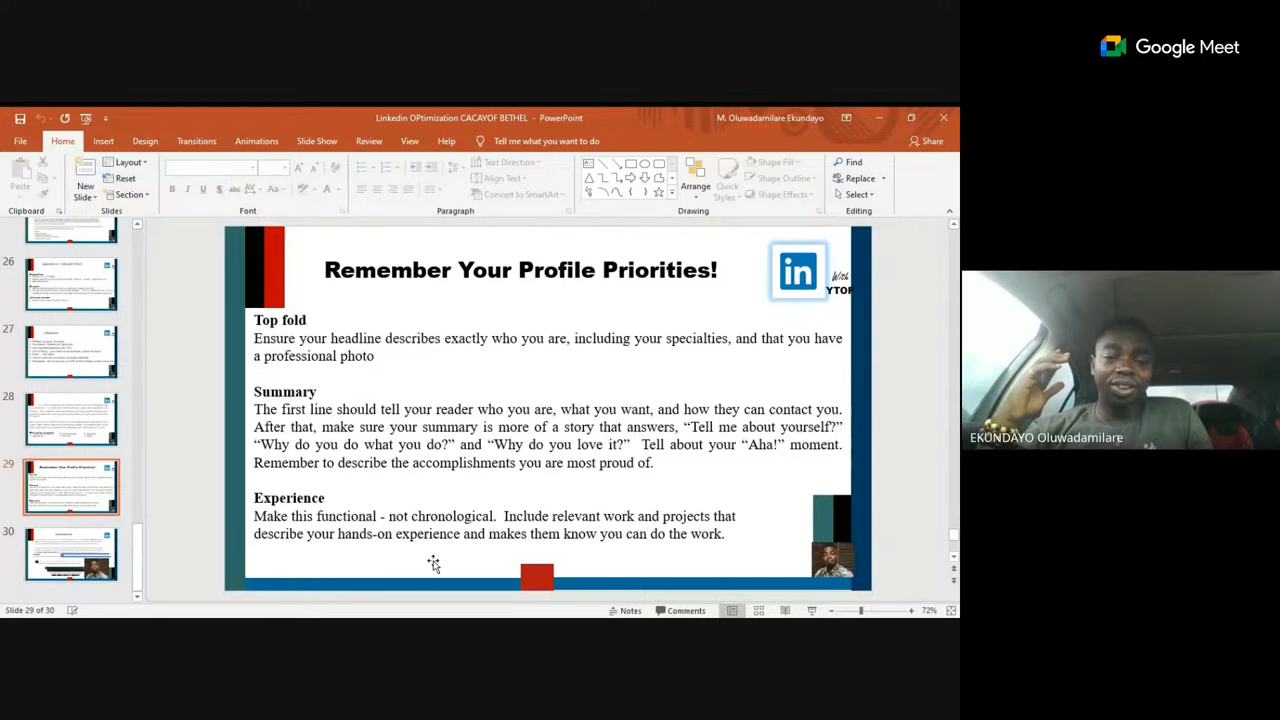 Google Meet
Linkedin OPtimization CACAYOF BETHEL - PowerPoint
M. Oluwadamilare Ekundayo
File Home Insert Design Transitions Animations Slide Show Review View Help Tell me what you want to do Share
Paste
New
Slide
Layout
Reset
Section
Text Direction
Align Text
Convert to SmartArt
Arrange
Quick
Styles
Shape Fill
Shape Outline
Shape Effects
Find
Replace
Select
Clipboard Slides Font Paragraph Drawing Editing
26
27
28
29
30
Remember Your Profile Priorities!
in
With
YTOP
Top fold
Ensure your headline describes exactly who you are, including your specialties, and that you have
a professional photo
Summary
The first line should tell your reader who you are, what you want, and how they can contact you.
After that, make sure your summary is more of a story that answers, “Tell me about yourself?”
“Why do you do what you do?” and “Why do you love it?” Tell about your “Aha!” moment.
Remember to describe the accomplishments you are most proud of.
Experience
Make this functional - not chronological. Include relevant work and projects that
describe your hands-on experience and makes them know you can do the work.
EKUNDAYO Oluwadamilare
Slide 29 of 30
Notes
Comments
72%